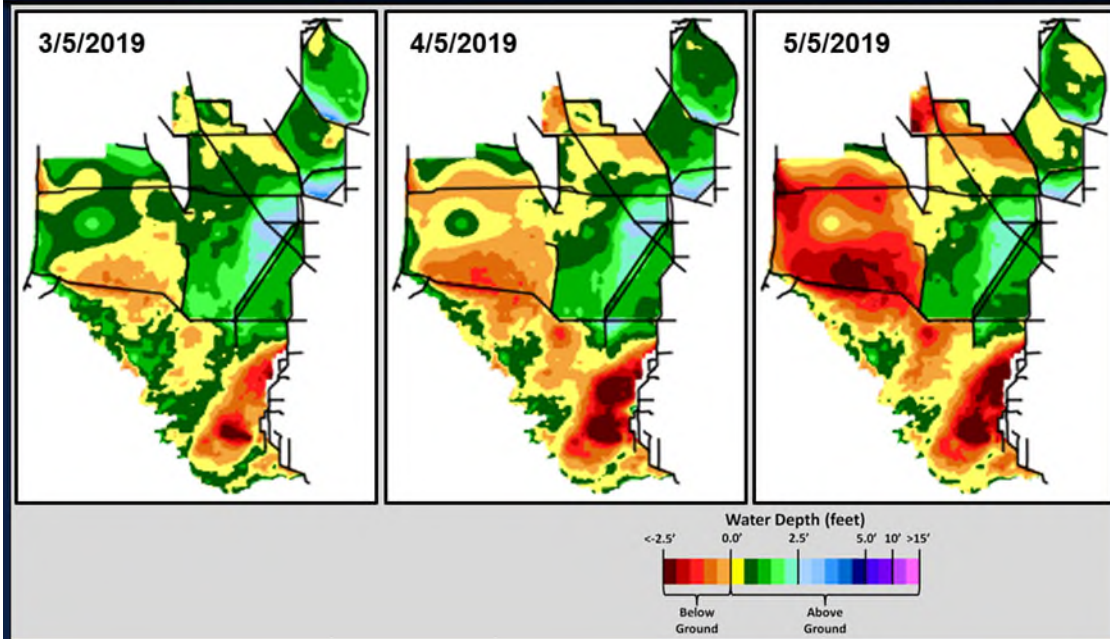 3/5/2019
4/5/2019
5/5/2019
Water Depth (feet)
<-2.5' 0.0' 2.5' 5.0' 10' >15'
Below Ground
Above Ground